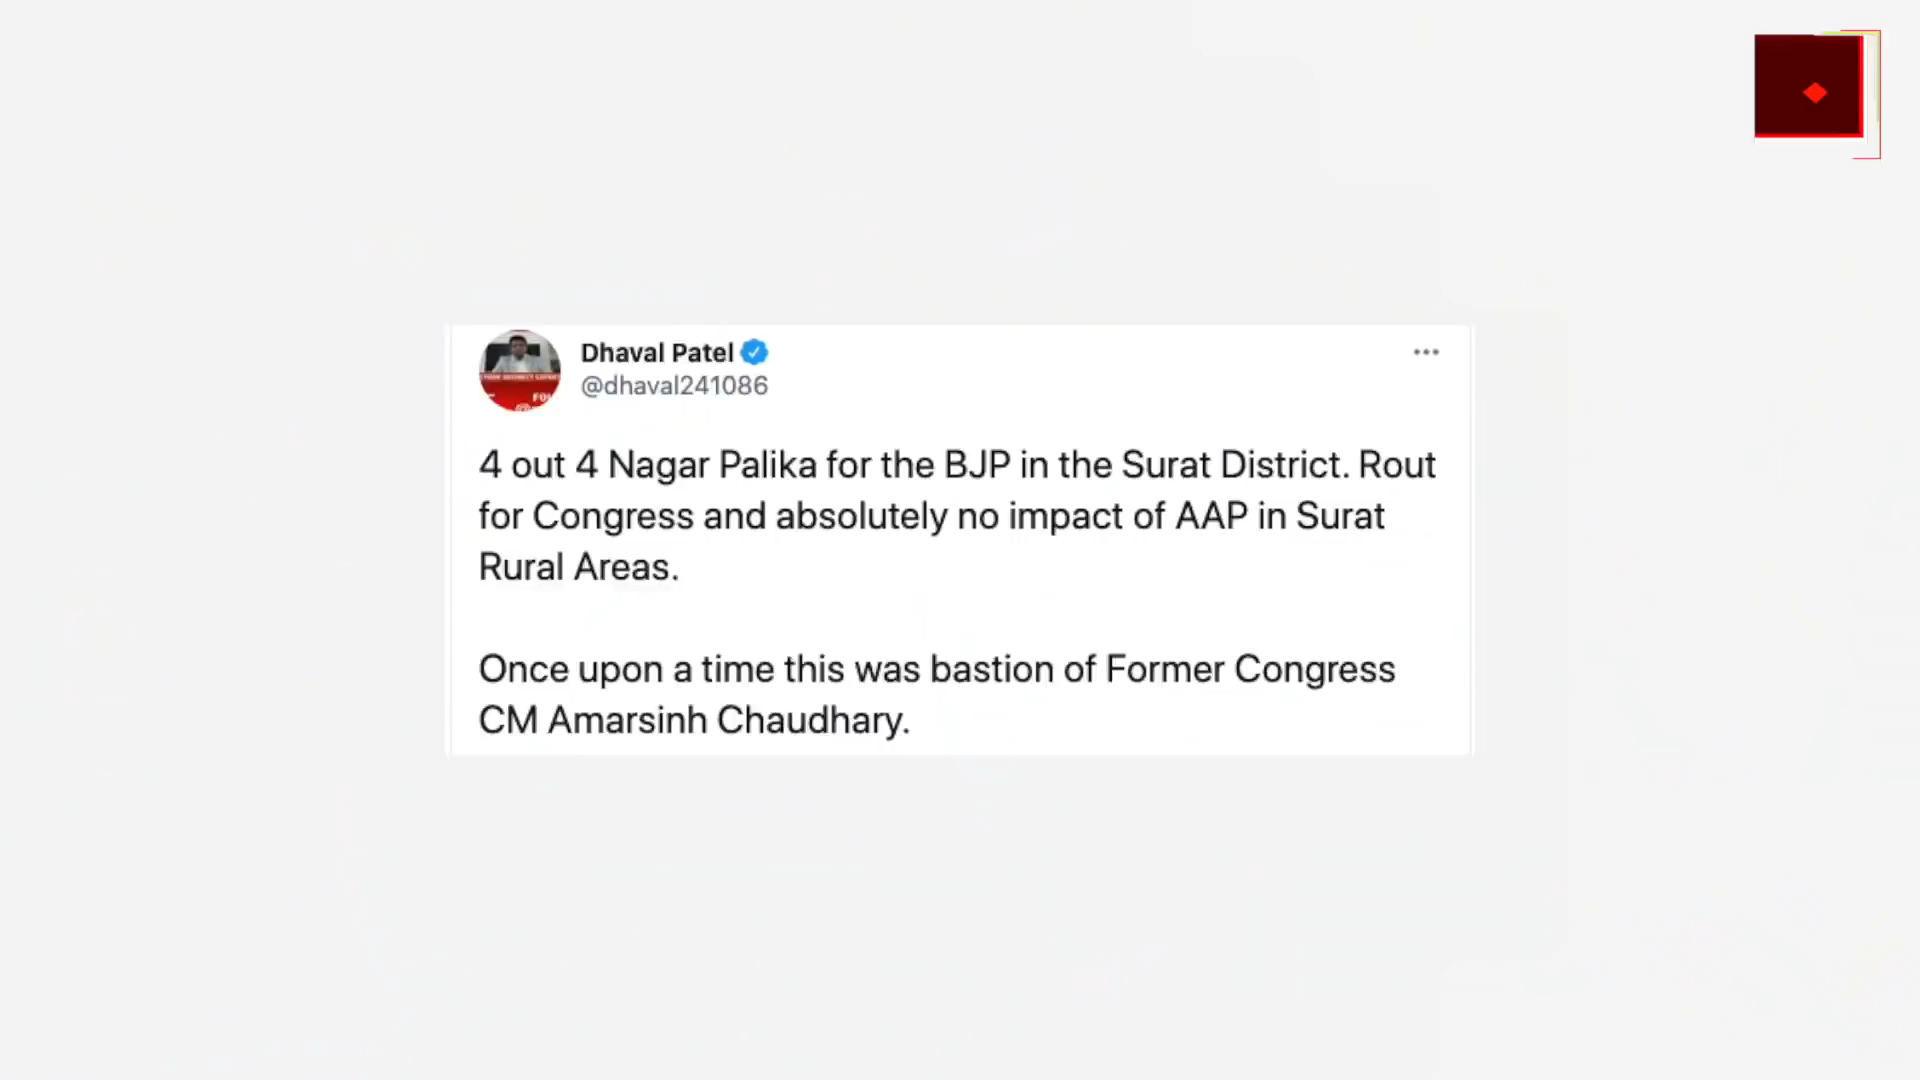 Dhaval Patel
@dhaval241086
4 out 4 Nagar Palika for the BJP in the Surat District. Rout
for Congress and absolutely no impact of AAP in Surat
Rural Areas.
Once upon a time this was bastion of Former Congress
CM Amarsinh Chaudhary.